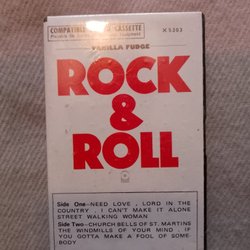 COMPATIBLE STEREO CASSETTE
X 5303
VANILLA FUDGE
ROCK
&
ROLL
Side One—NEED LOVE, LORD IN THE
COUNTRY, I CAN'T MAKE IT ALONE
STREET WALKING WOMAN
Side Two—CHURCH BELLS OF ST. MARTINS
THE WINDMILLS OF YOUR MIND IF
YOU GOTTA MAKE A FOOL OF SOME-
BODY